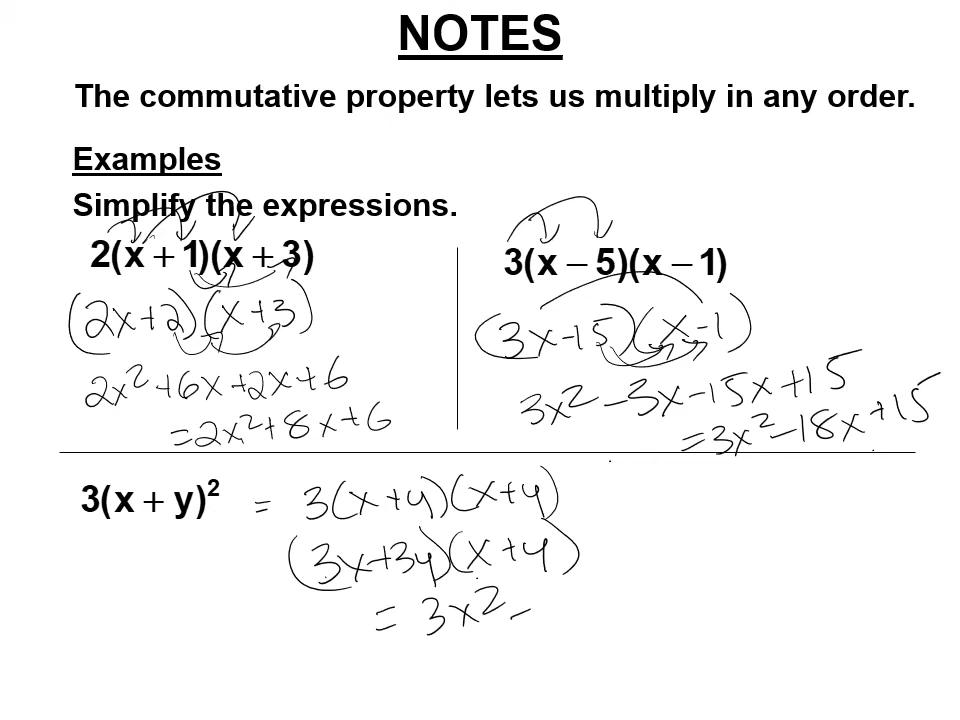 NOTES
The commutative property lets us multiply in any order.
Examples
Simplify the expressions.
2(x + 1)(x + 3)
(2x+2)(x+3)
2x²+6x+2x+6
=2x²+8x+6
3(x − 5)(x − 1)
(3x-15)(x-1)
3x²-3x-15x+15
=3x²-18x+15
3(x + y)² = 3(x+y)(x+y)
(3x+3y)(x+y)
= 3x² -